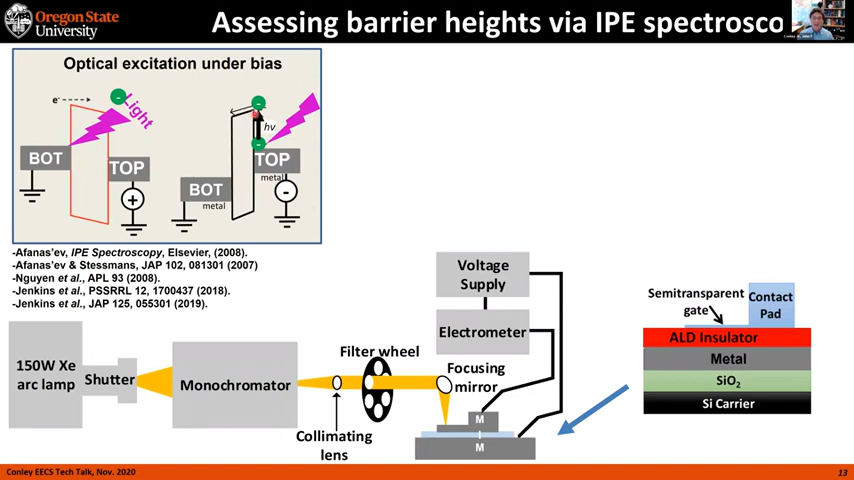 Oregon State
University
Assessing barrier heights via IPE spectrosco
Optical excitation under bias
e-
Light
hν
BOT
TOP
+
BOT
metal
TOP
metal
-
-Afanas'ev, IPE Spectroscopy, Elsevier, (2008).
-Afanas'ev & Stessmans, JAP 102, 081301 (2007)
-Nguyen et al., APL 93 (2008).
-Jenkins et al., PSSRRL 12, 1700437 (2018).
-Jenkins et al., JAP 125, 055301 (2019).
150W Xe
arc lamp
Shutter
Monochromator
Collimating
lens
Filter wheel
Focusing
mirror
Voltage
Supply
Electrometer
M
I
M
Semitransparent
gate
Contact
Pad
ALD Insulator
Metal
SiO2
Si Carrier
Conley EECS Tech Talk, Nov. 2020
13